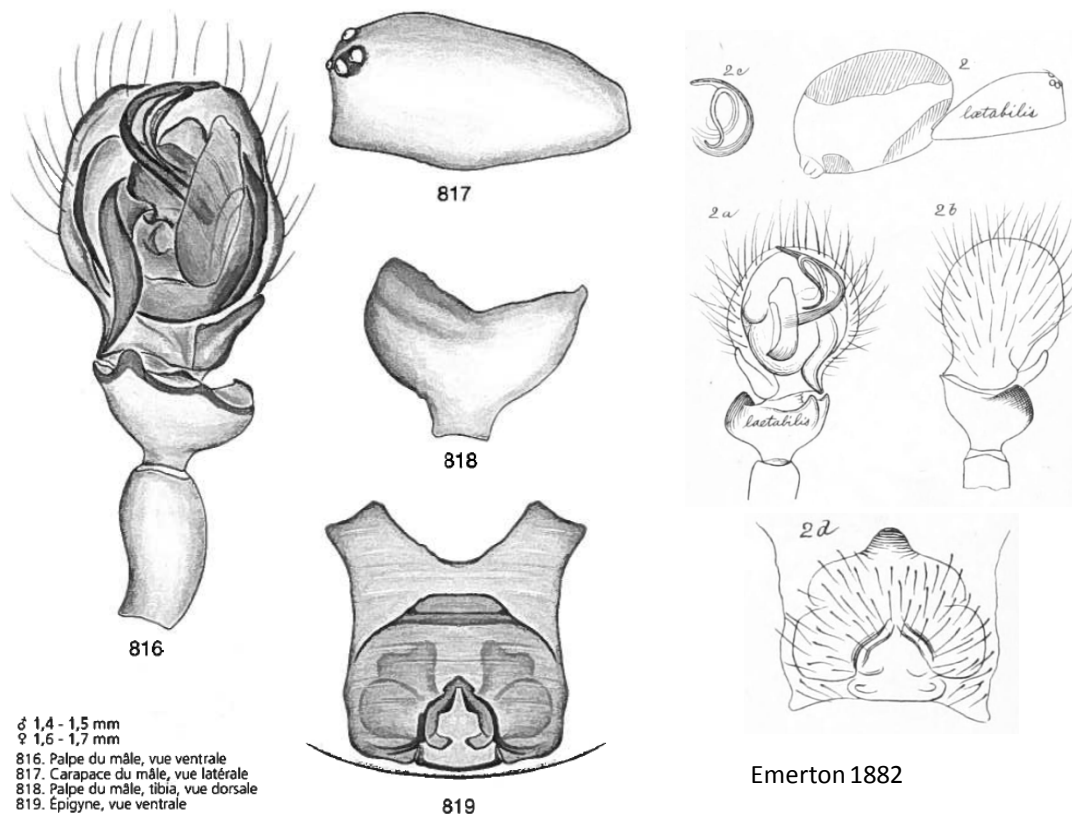 817
816
818
819
♂ 1,4 - 1,5 mm
♀ 1,6 - 1,7 mm
816. Palpe du mâle, vue ventrale
817. Carapace du mâle, vue latérale
818. Palpe du mâle, tibia, vue dorsale
819. Épigyne, vue ventrale
2c
2
lætabilis
2a
2b
laetabilis
2d
Emerton 1882